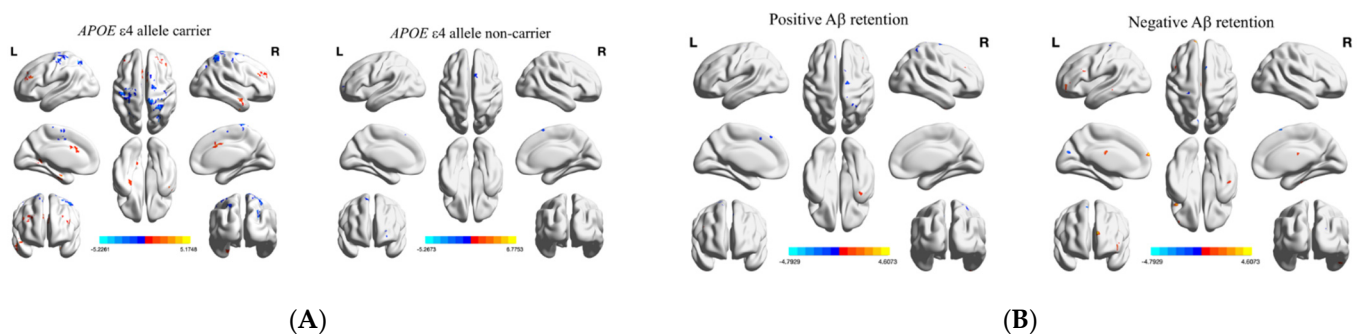 APOE ε4 allele carrier
APOE ε4 allele non-carrier
L
R
L
R
-5.2261
5.1748
-5.2673
8.7753
(A)
Positive Aβ retention
Negative Aβ retention
L
R
L
R
-4.7929
4.6073
-4.7929
4.6073
(B)